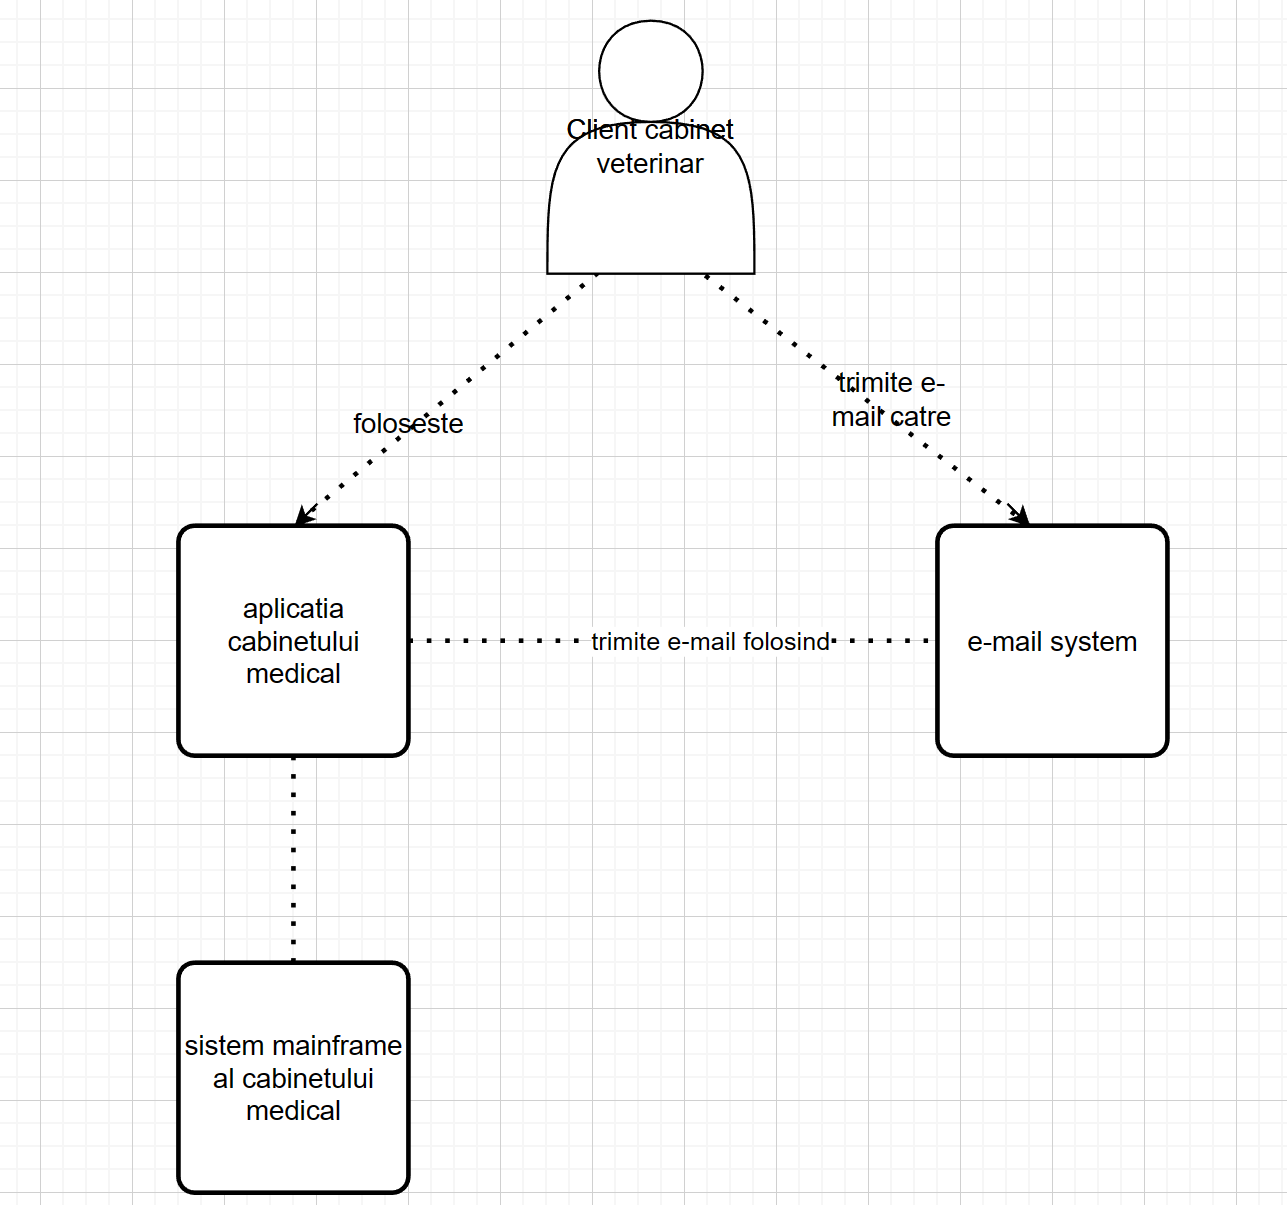 Client cabinet
veterinar
trimite e-
mail catre
foloseste
aplicatia
cabinetului
medical
trimite e-mail folosind
e-mail system
sistem mainframe
al cabinetului
medical